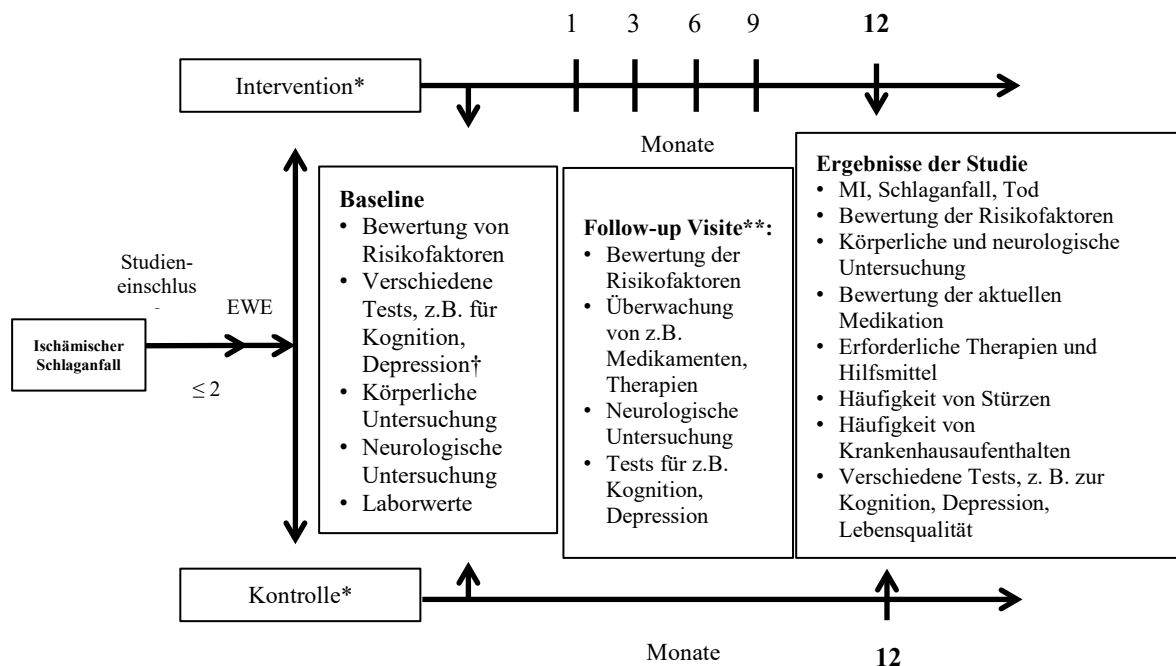 1 3 6 9 12
Intervention*
Monate
Ischämischer
Schlaganfall
Studien-
einschlus
-
EWE
≤ 2
Baseline
• Bewertung von
Risikofaktoren
• Verschiedene
Tests, z.B. für
Kognition,
Depression†
• Körperliche
Untersuchung
• Neurologische
Untersuchung
• Laborwerte
Follow-up Visite**:
• Bewertung der
Risikofaktoren
• Überwachung
von z.B.
Medikamenten,
Therapien
• Neurologische
Untersuchung
• Tests für z.B.
Kognition,
Depression
Ergebnisse der Studie
• MI, Schlaganfall, Tod
• Bewertung der Risikofaktoren
• Körperliche und neurologische
Untersuchung
• Bewertung der aktuellen
Medikation
• Erforderliche Therapien und
Hilfsmittel
• Häufigkeit von Stürzen
• Häufigkeit von
Krankenhausaufenthalten
• Verschiedene Tests, z. B. zur
Kognition, Depression,
Lebensqualität
Kontrolle*
Monate
12